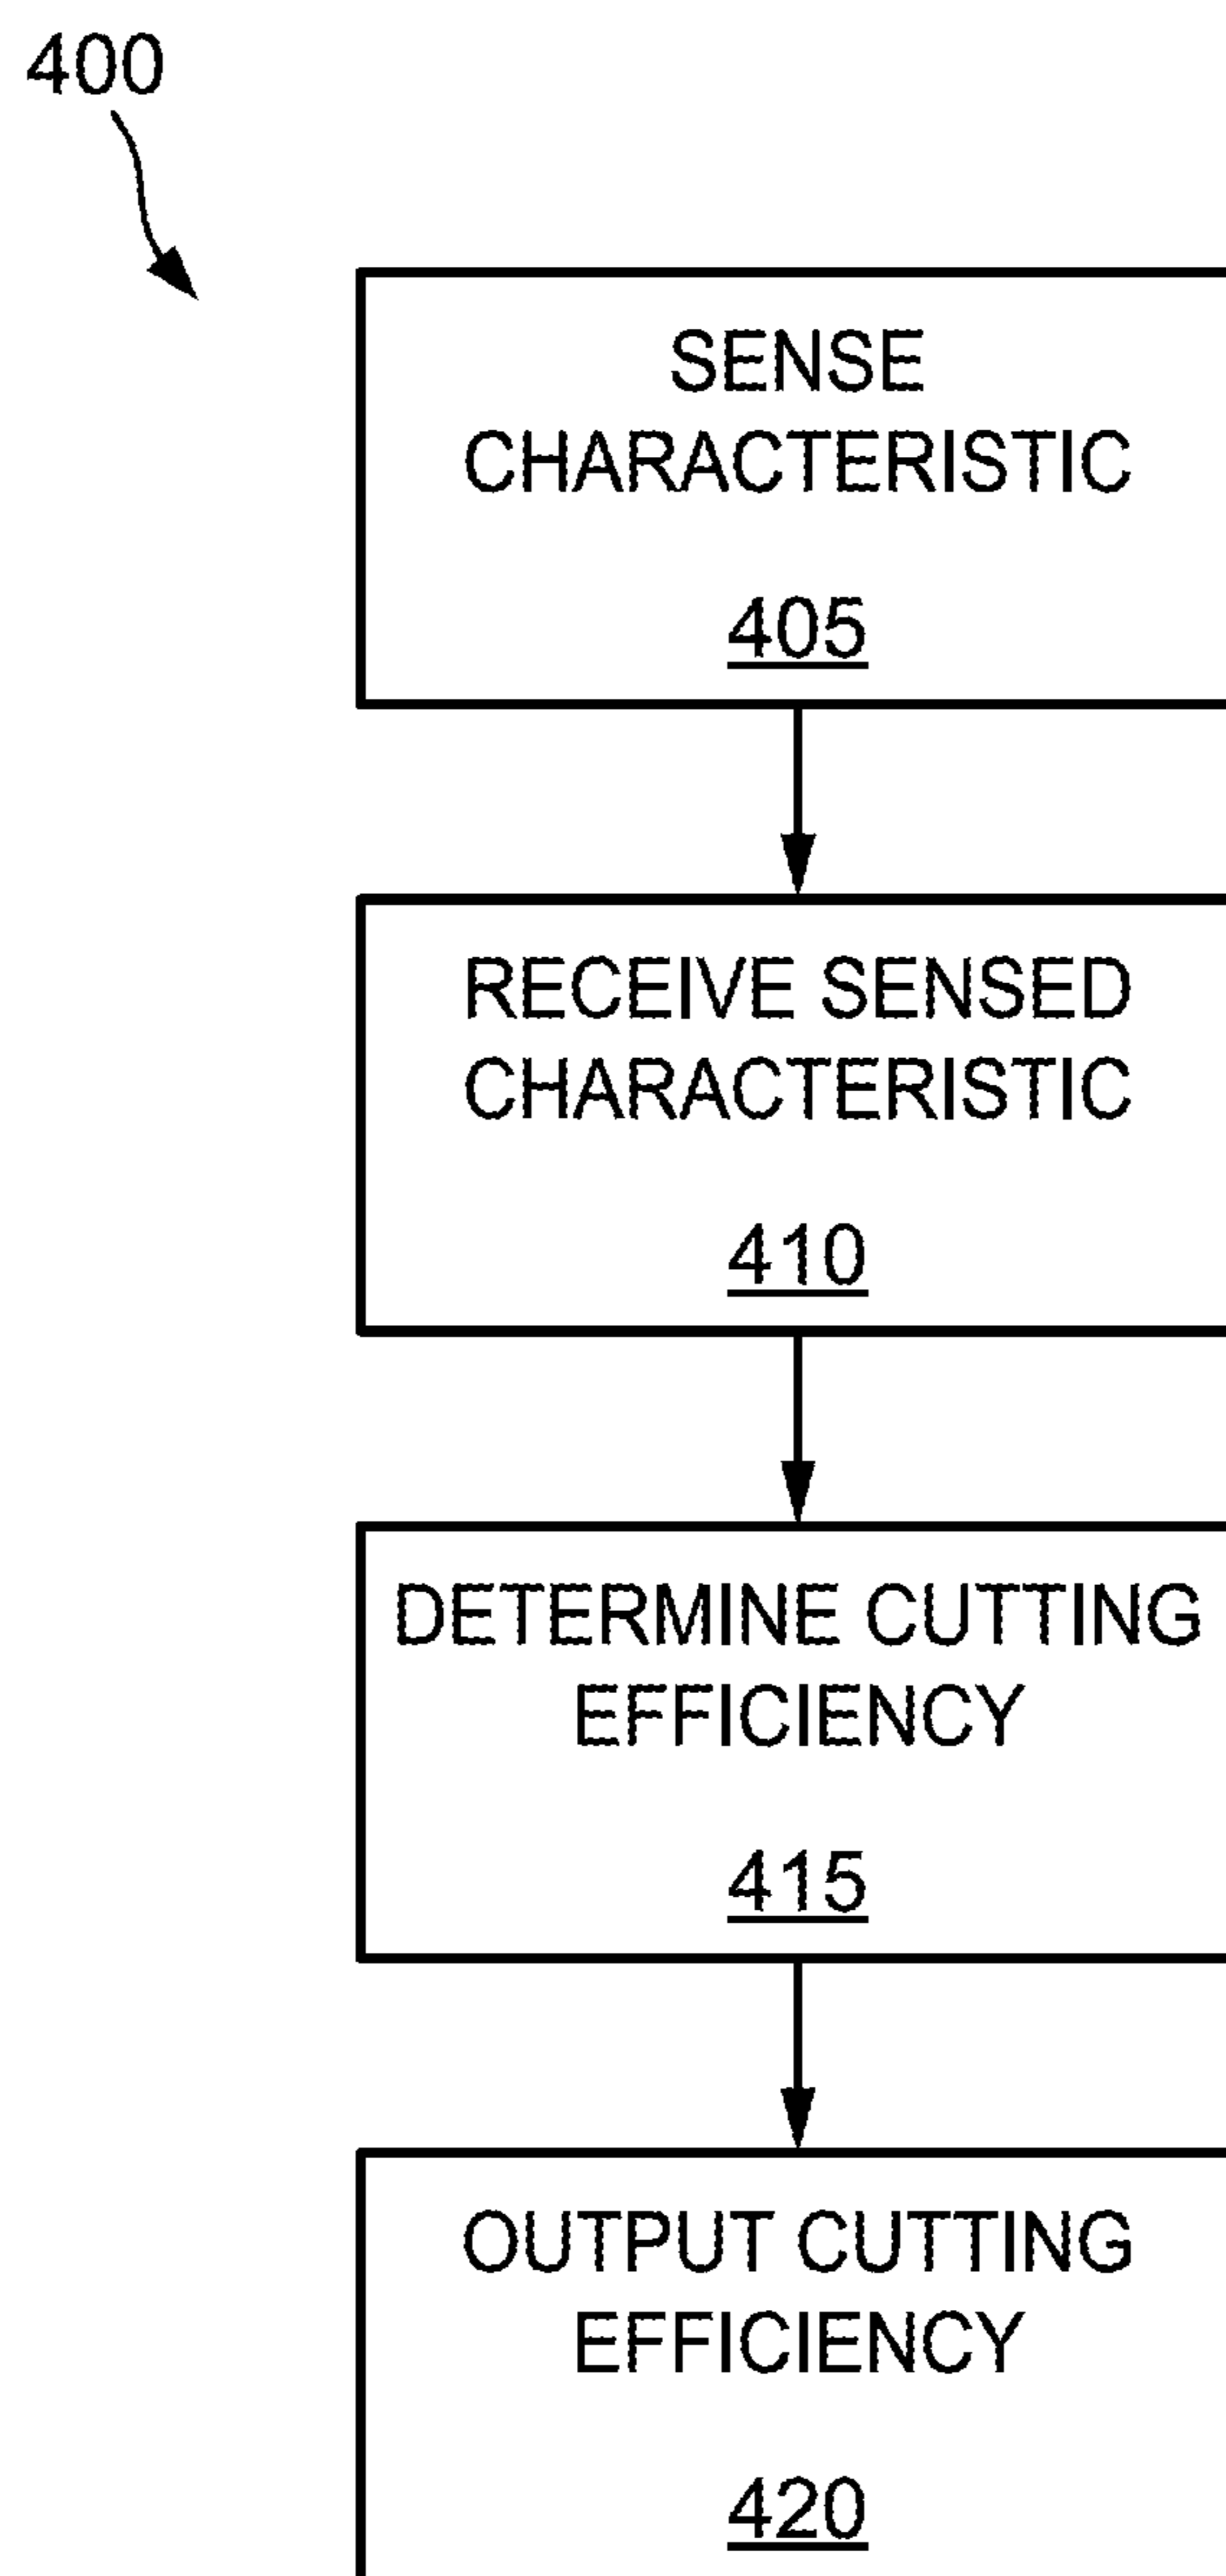 400
SENSE
CHARACTERISTIC
405
RECEIVE SENSED
CHARACTERISTIC
410
DETERMINE CUTTING
EFFICIENCY
415
OUTPUT CUTTING
EFFICIENCY
420